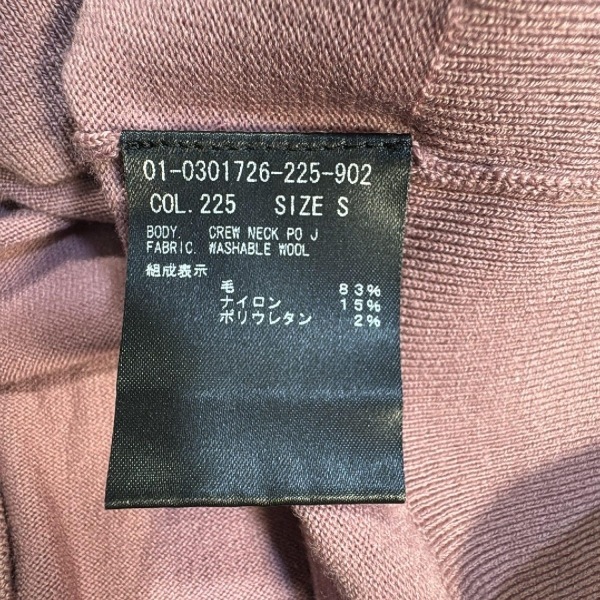 01-0301726-225-902
COL.225 SIZE S
BODY. CREW NECK PO J
FABRIC. WASHABLE WOOL
組成表示
毛 83%
ナイロン 15%
ポリウレタン 2%